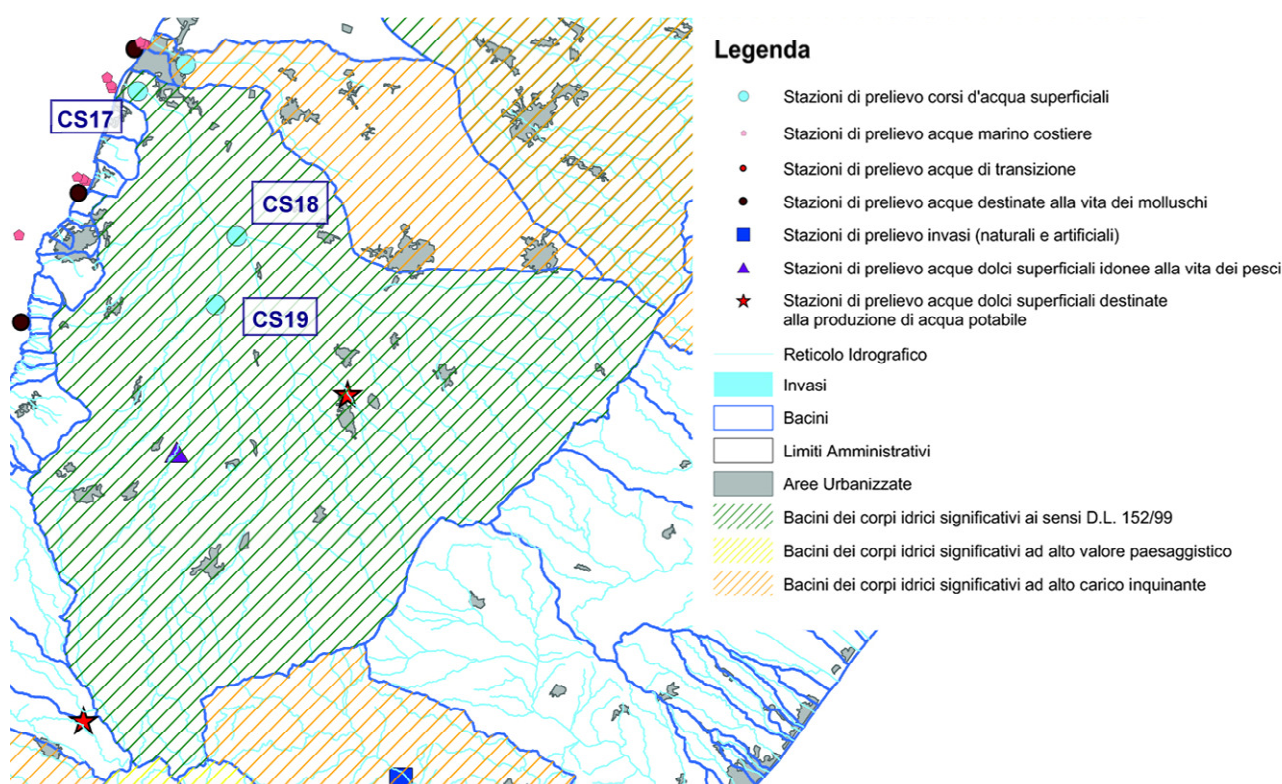 CS17
CS18
CS19
Legenda
Stazioni di prelievo corsi d'acqua superficiali
Stazioni di prelievo acque marino costiere
Stazioni di prelievo acque di transizione
Stazioni di prelievo acque destinate alla vita dei molluschi
Stazioni di prelievo invasi (naturali e artificiali)
Stazioni di prelievo acque dolci superficiali idonee alla vita dei pesci
Stazioni di prelievo acque dolci superficiali destinate
alla produzione di acqua potabile
Reticolo Idrografico
Invasi
Bacini
Limiti Amministrativi
Aree Urbanizzate
Bacini dei corpi idrici significativi ai sensi D.L. 152/99
Bacini dei corpi idrici significativi ad alto valore paesaggistico
Bacini dei corpi idrici significativi ad alto carico inquinante